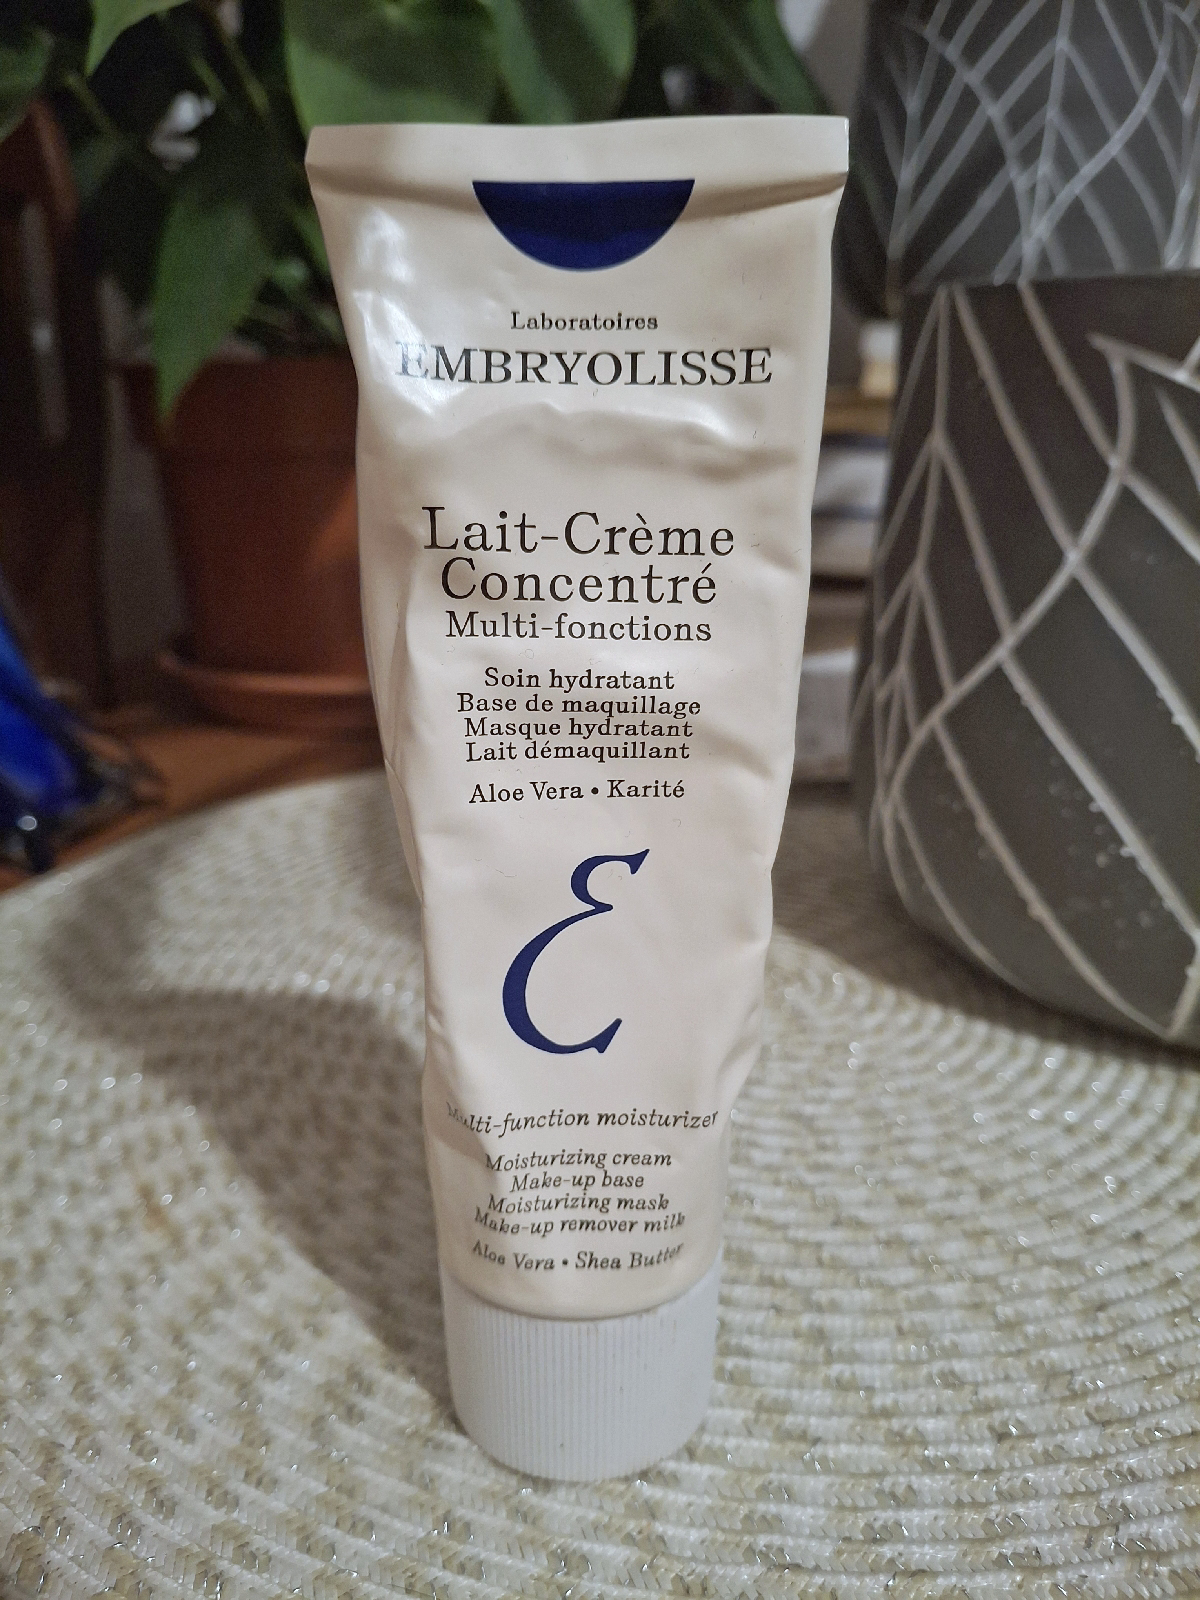 Laboratoires
EMBRYOLISSE
Lait-Crème
Concentré
Multi-fonctions
Soin hydratant
Base de maquillage
Masque hydratant
Lait démaquillant
Aloe Vera • Karité
E
Multi-function moisturizer
Moisturizing cream
Make-up base
Moisturizing mask
Make-up remover milk
Aloe Vera • Shea Butter